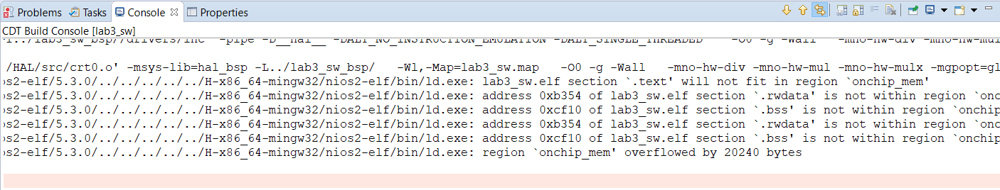 Problems Tasks Console Properties
CDT Build Console [lab3_sw]
-I../lab3_sw_bsp//drivers/inc -pipe -D__hal__ -DALT_NO_INSTRUCTION_EMULATION -DALT_SINGLE_THREADED -O0 -g -Wall -mno-hw-div -mno-hw-mul
/HAL/src/crt0.o' -msys-lib=hal_bsp -L../lab3_sw_bsp/ -Wl,-Map=lab3_sw.map -O0 -g -Wall -mno-hw-div -mno-hw-mul -mno-hw-mulx -mgpopt=gl
os2-elf/5.3.0/../../../../../H-x86_64-mingw32/nios2-elf/bin/ld.exe: lab3_sw.elf section `.text' will not fit in region `onchip_mem'
os2-elf/5.3.0/../../../../../H-x86_64-mingw32/nios2-elf/bin/ld.exe: address 0xb354 of lab3_sw.elf section `.rwdata' is not within region `onc
os2-elf/5.3.0/../../../../../H-x86_64-mingw32/nios2-elf/bin/ld.exe: address 0xcf10 of lab3_sw.elf section `.bss' is not within region `onchip
os2-elf/5.3.0/../../../../../H-x86_64-mingw32/nios2-elf/bin/ld.exe: address 0xb354 of lab3_sw.elf section `.rwdata' is not within region `onc
os2-elf/5.3.0/../../../../../H-x86_64-mingw32/nios2-elf/bin/ld.exe: address 0xcf10 of lab3_sw.elf section `.bss' is not within region `onchip
os2-elf/5.3.0/../../../../../H-x86_64-mingw32/nios2-elf/bin/ld.exe: region `onchip_mem' overflowed by 20240 bytes